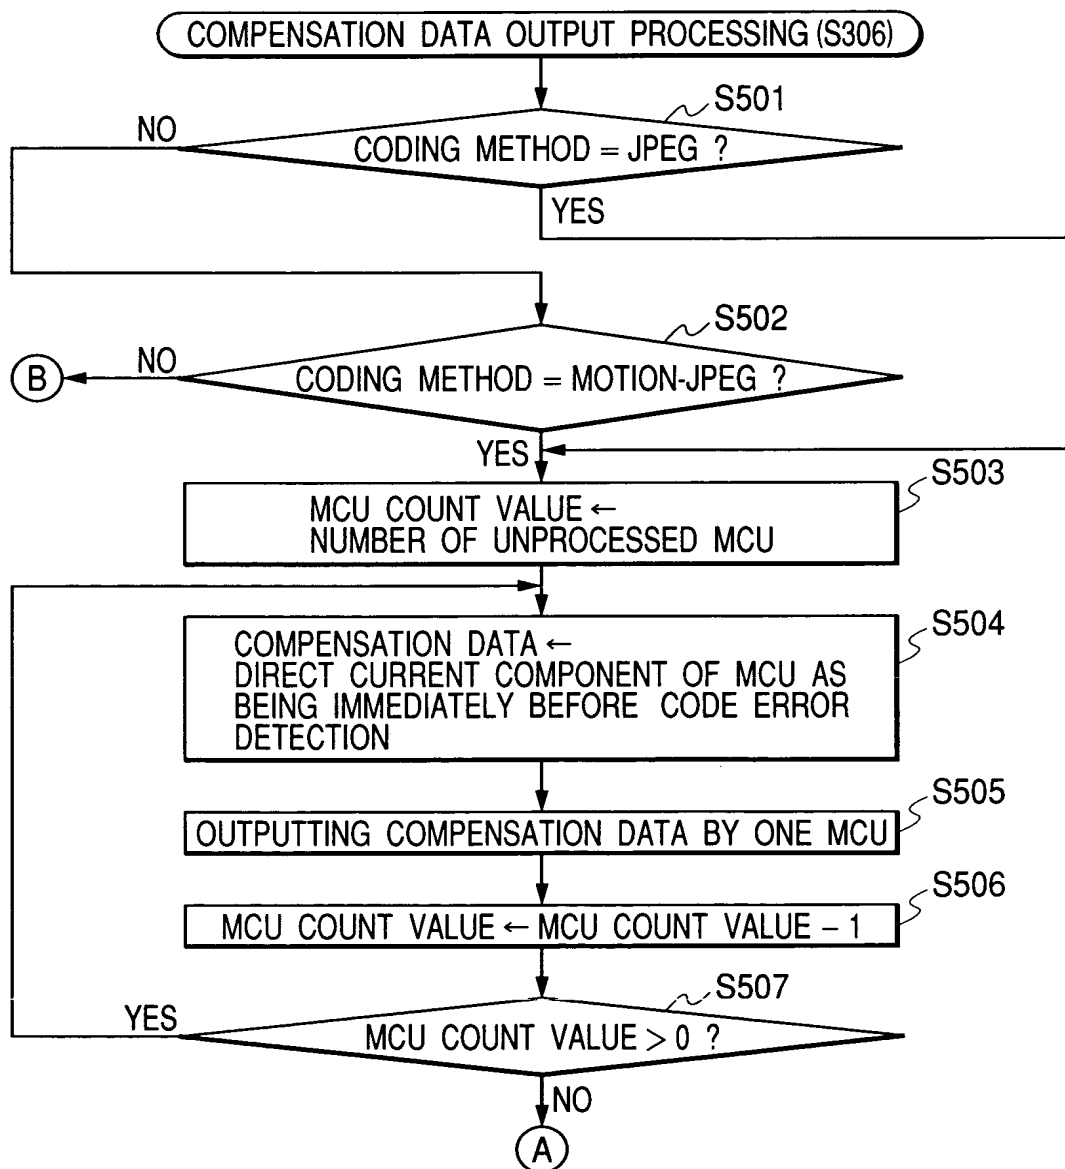 COMPENSATION DATA OUTPUT PROCESSING (S306)
S501
NO
CODING METHOD = JPEG ?
YES
S502
NO
B
CODING METHOD = MOTION-JPEG ?
YES
S503
MCU COUNT VALUE ←
NUMBER OF UNPROCESSED MCU
S504
COMPENSATION DATA ←
DIRECT CURRENT COMPONENT OF MCU AS
BEING IMMEDIATELY BEFORE CODE ERROR
DETECTION
S505
OUTPUTTING COMPENSATION DATA BY ONE MCU
S506
MCU COUNT VALUE ← MCU COUNT VALUE – 1
S507
YES
MCU COUNT VALUE > 0 ?
NO
A